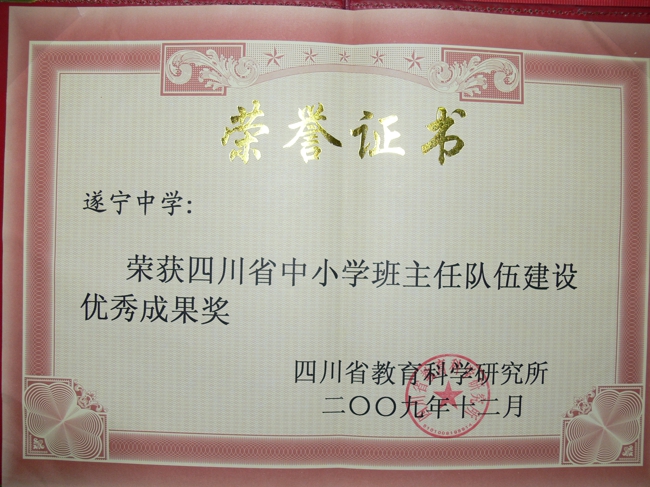 荣誉证书
遂宁中学:
荣获四川省中小学班主任队伍建设
优秀成果奖
四川省教育科学研究所
二〇〇九年十二月